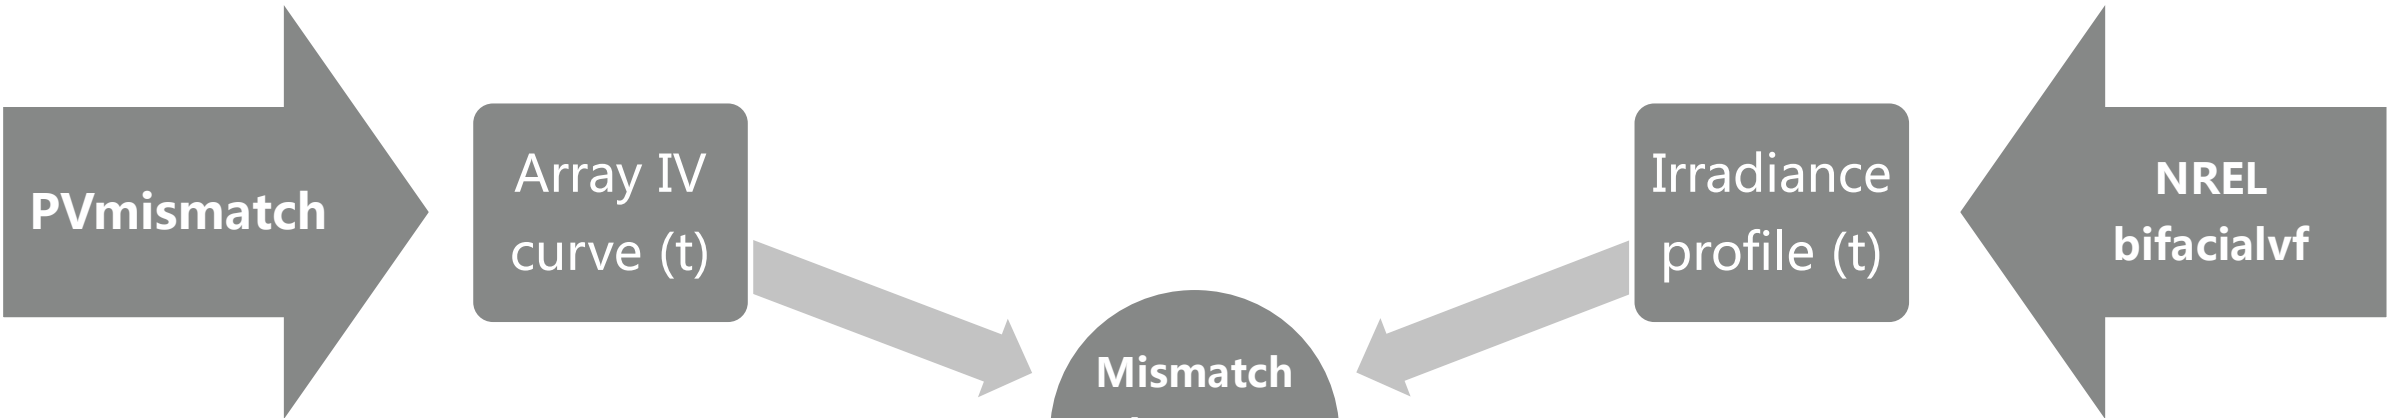 PVmismatch
Array IV
curve (t)
Irradiance
profile (t)
NREL
bifacialvf
Mismatch